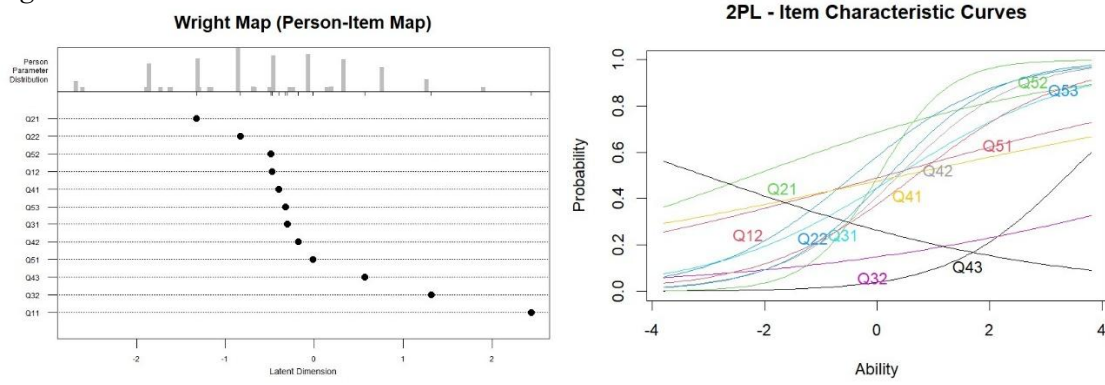 Wright Map (Person-Item Map)
Person
Parameter
Distribution
Q21
Q22
Q52
Q12
Q41
Q53
Q31
Q42
Q51
Q43
Q32
Q11
-2 -1 0 1 2
Latent Dimension
2PL - Item Characteristic Curves
Probability
1.0
0.8
0.6
0.4
0.2
0.0
Q52
Q53
Q51
Q42
Q21
Q41
Q12
Q22
Q31
Q43
Q32
-4 -2 0 2 4
Ability